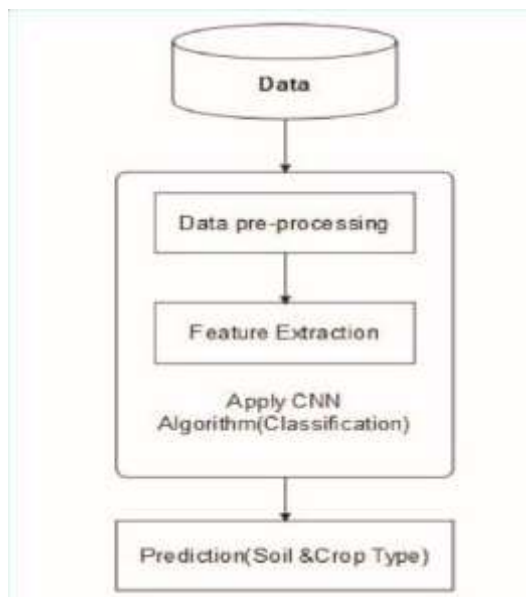 Data
Data pre-processing
Feature Extraction
Apply CNN
Algorithm(Classification)
Prediction(Soil &Crop Type)